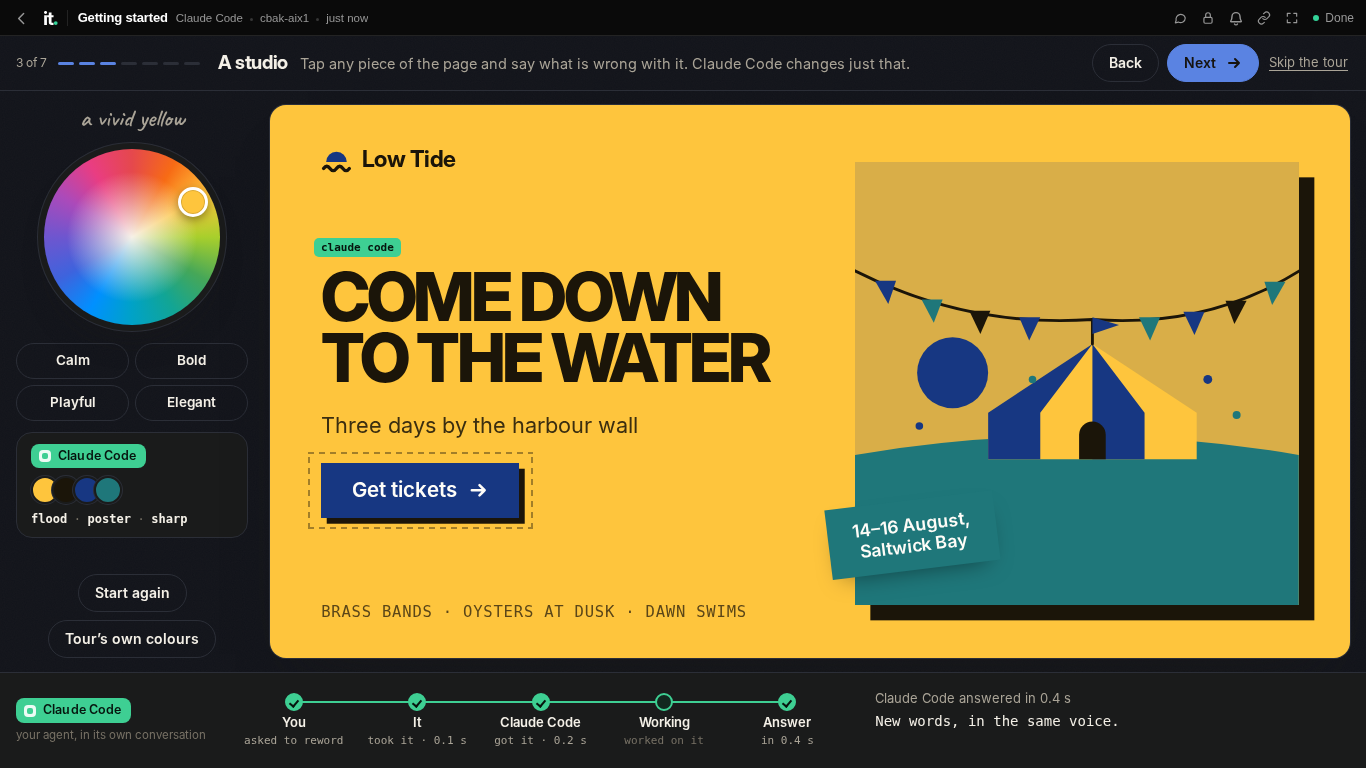 it.
Getting started Claude Code · cbak-aix1 · just now
Done
3 of 7
A studio
Tap any piece of the page and say what is wrong with it. Claude Code changes just that.
Back
Next
Skip the tour
a vivid yellow
Calm
Bold
Playful
Elegant
Claude Code
flood · poster · sharp
Start again
Tour's own colours
Low Tide
claude code
COME DOWN
TO THE WATER
Three days by the harbour wall
Get tickets
BRASS BANDS · OYSTERS AT DUSK · DAWN SWIMS
14–16 August,
Saltwick Bay
Claude Code
your agent, in its own conversation
You
asked to reword
It
took it · 0.1 s
Claude Code
got it · 0.2 s
Working
worked on it
Answer
in 0.4 s
Claude Code answered in 0.4 s
New words, in the same voice.